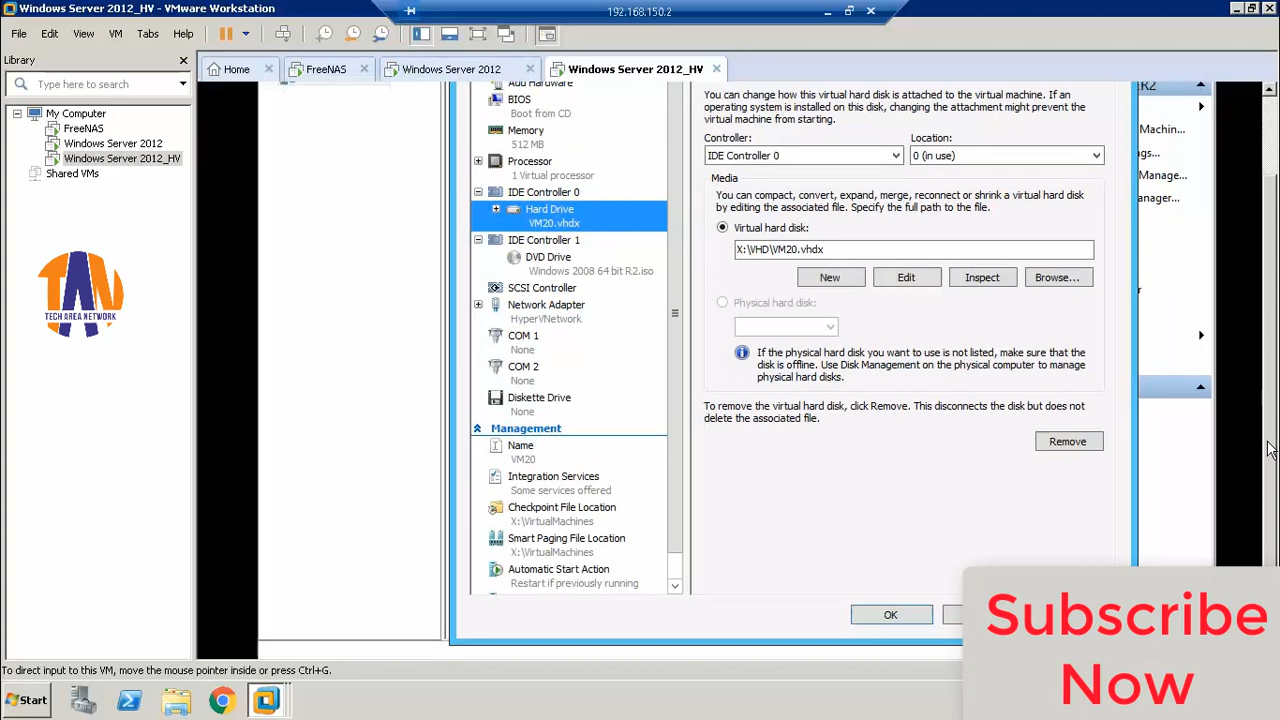 Windows Server 2012_HV - VMware Workstation
192.168.150.2
File Edit View VM Tabs Help
Library
Type here to search
My Computer
FreeNAS
Windows Server 2012
Windows Server 2012_HV
Shared VMs
TAN
TECH AREA NETWORK
Home
FreeNAS
Windows Server 2012
Windows Server 2012_HV
Add Hardware
BIOS
Boot from CD
Memory
512 MB
Processor
1 Virtual processor
IDE Controller 0
Hard Drive
VM20.vhdx
IDE Controller 1
DVD Drive
Windows 2008 64 bit R2.iso
SCSI Controller
Network Adapter
HyperVNetwork
COM 1
None
COM 2
None
Diskette Drive
None
Management
Name
VM20
Integration Services
Some services offered
Checkpoint File Location
X:\VirtualMachines
Smart Paging File Location
X:\VirtualMachines
Automatic Start Action
Restart if previously running
You can change how this virtual hard disk is attached to the virtual machine. If an
operating system is installed on this disk, changing the attachment might prevent the
virtual machine from starting.
Controller:
Location:
IDE Controller 0
0 (in use)
Media
You can compact, convert, expand, merge, reconnect or shrink a virtual hard disk
by editing the associated file. Specify the full path to the file.
Virtual hard disk:
X:\VHD\VM20.vhdx
New
Edit
Inspect
Browse...
Physical hard disk:
If the physical hard disk you want to use is not listed, make sure that the
disk is offline. Use Disk Management on the physical computer to manage
physical hard disks.
To remove the virtual hard disk, click Remove. This disconnects the disk but does not
delete the associated file.
Remove
OK
R2
Machin...
gs...
Manage...
ager...
Subscribe
Now
To direct input to this VM, move the mouse pointer inside or press Ctrl+G.
Start